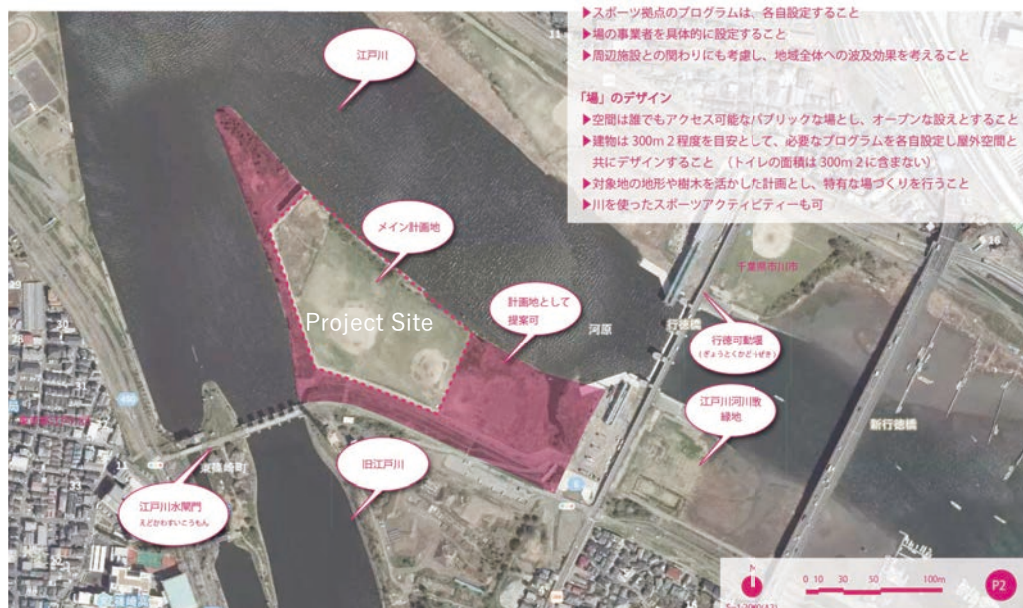 ▶スポーツ拠点のプログラムは、各自設定すること
▶場の事業者を具体的に設定すること
▶周辺施設との関わりにも考慮し、地域全体への波及効果を考えること
「場」のデザイン
▶空間は誰でもアクセス可能なパブリックな場とし、オープンな設えとすること
▶建物は300m2程度を目安として、必要なプログラムを各自設定し屋外空間と
共にデザインすること （トイレの面積は300m2に含まない）
▶対象地の地形や樹木を活かした計画とし、特有な場づくりを行うこと
▶川を使ったスポーツアクティビティーも可
江戸川
メイン計画地
千葉県市川市
計画地として
提案可
河原
行徳橋
Project Site
行徳可動堰
(ぎょうとくかどうぜき)
江戸川河川敷
緑地
新行徳橋
旧江戸川
東篠崎町
江戸川水閘門
えどがわすいこうもん
篠崎
0 10 30 50 100m
P2